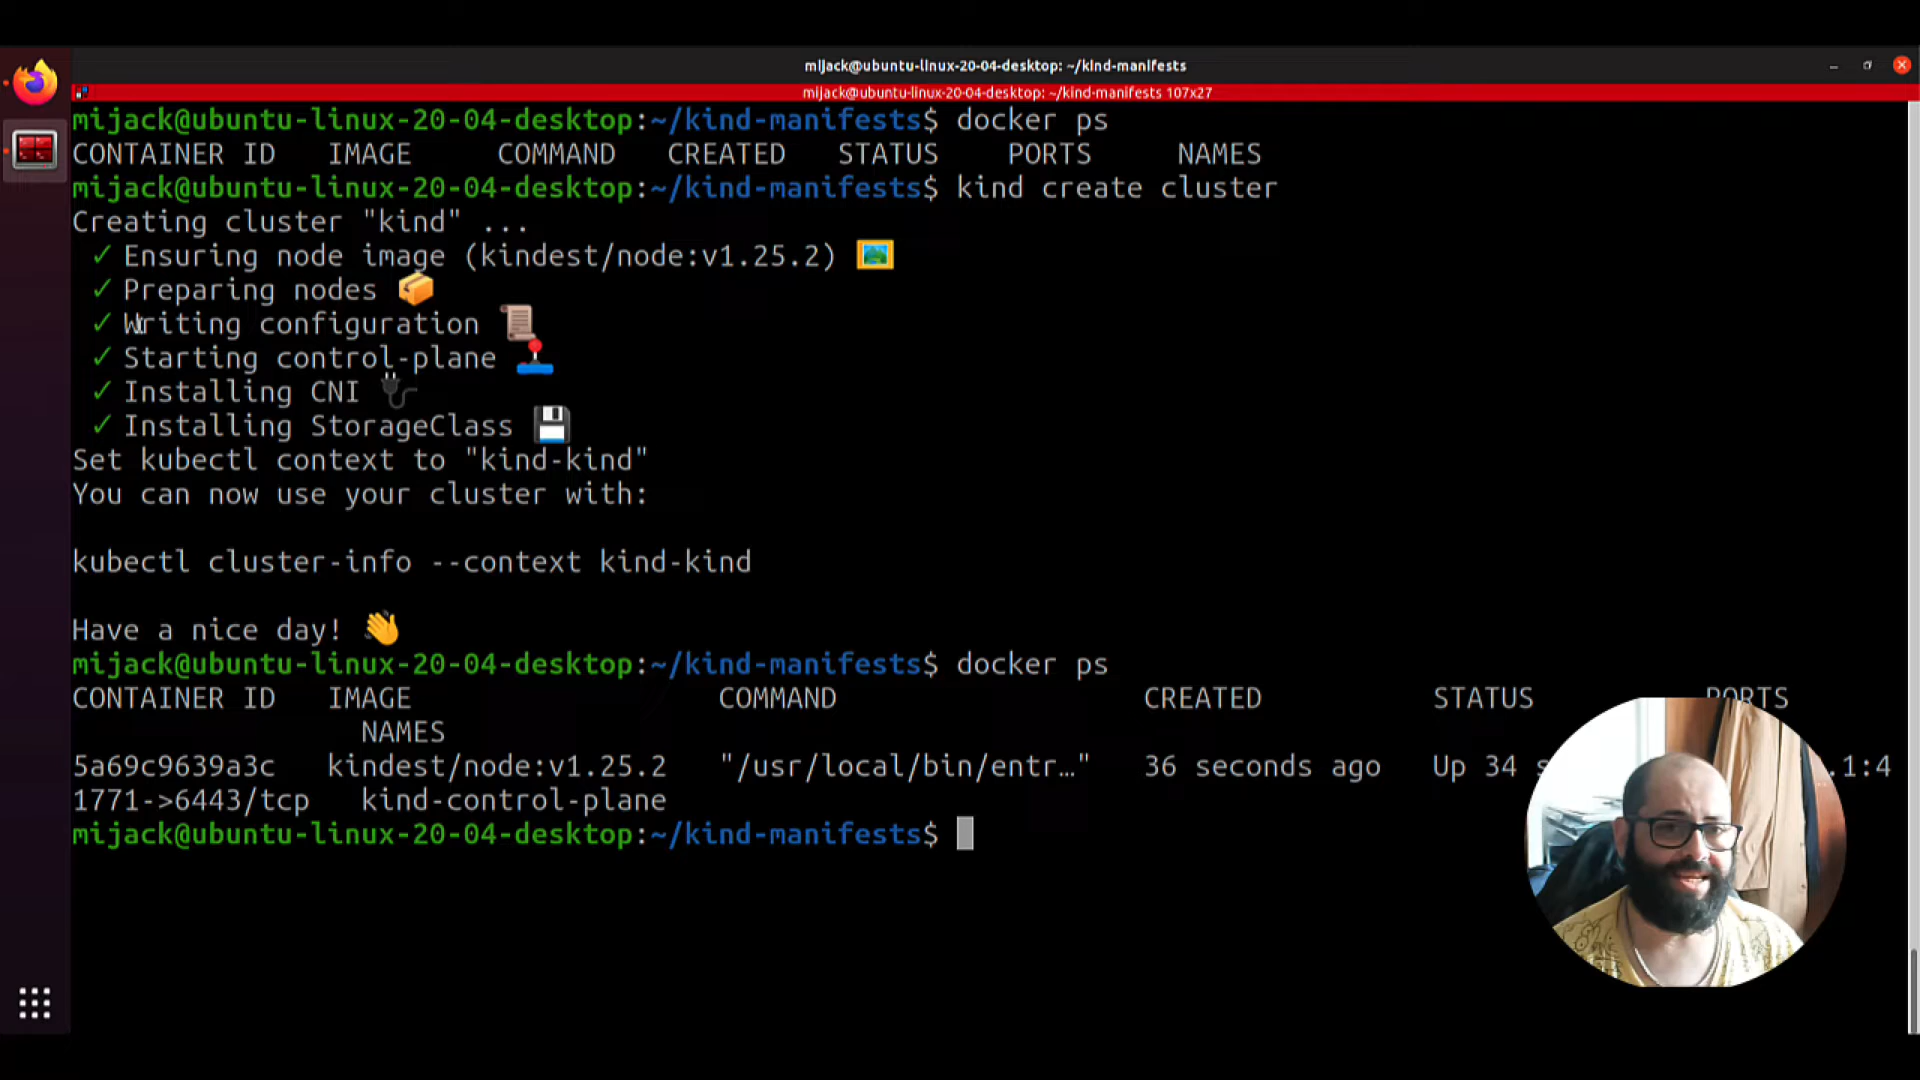 mijack@ubuntu-linux-20-04-desktop: ~/kind-manifests
mijack@ubuntu-linux-20-04-desktop: ~/kind-manifests 107x27
mijack@ubuntu-linux-20-04-desktop:~/kind-manifests$ docker ps
CONTAINER ID   IMAGE     COMMAND   CREATED   STATUS    PORTS     NAMES
mijack@ubuntu-linux-20-04-desktop:~/kind-manifests$ kind create cluster
Creating cluster "kind" ...
✓ Ensuring node image (kindest/node:v1.25.2) 🖼
✓ Preparing nodes 📦
✓ Writing configuration 📜
✓ Starting control-plane 🕹
✓ Installing CNI 🔌
✓ Installing StorageClass 💾
Set kubectl context to "kind-kind"
You can now use your cluster with:
kubectl cluster-info --context kind-kind
Have a nice day! 👋
mijack@ubuntu-linux-20-04-desktop:~/kind-manifests$ docker ps
CONTAINER ID   IMAGE                  COMMAND                  CREATED          STATUS          PORTS
NAMES
5a69c9639a3c   kindest/node:v1.25.2   "/usr/local/bin/entr…"   36 seconds ago   Up 34 .1:4
1771->6443/tcp   kind-control-plane
mijack@ubuntu-linux-20-04-desktop:~/kind-manifests$